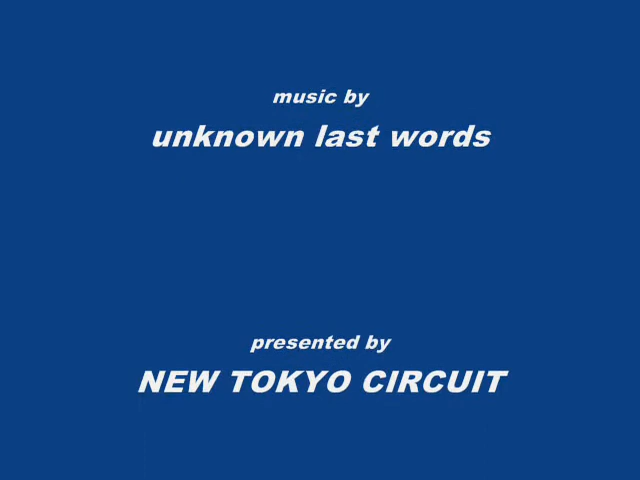 music by
unknown last words
presented by
NEW TOKYO CIRCUIT